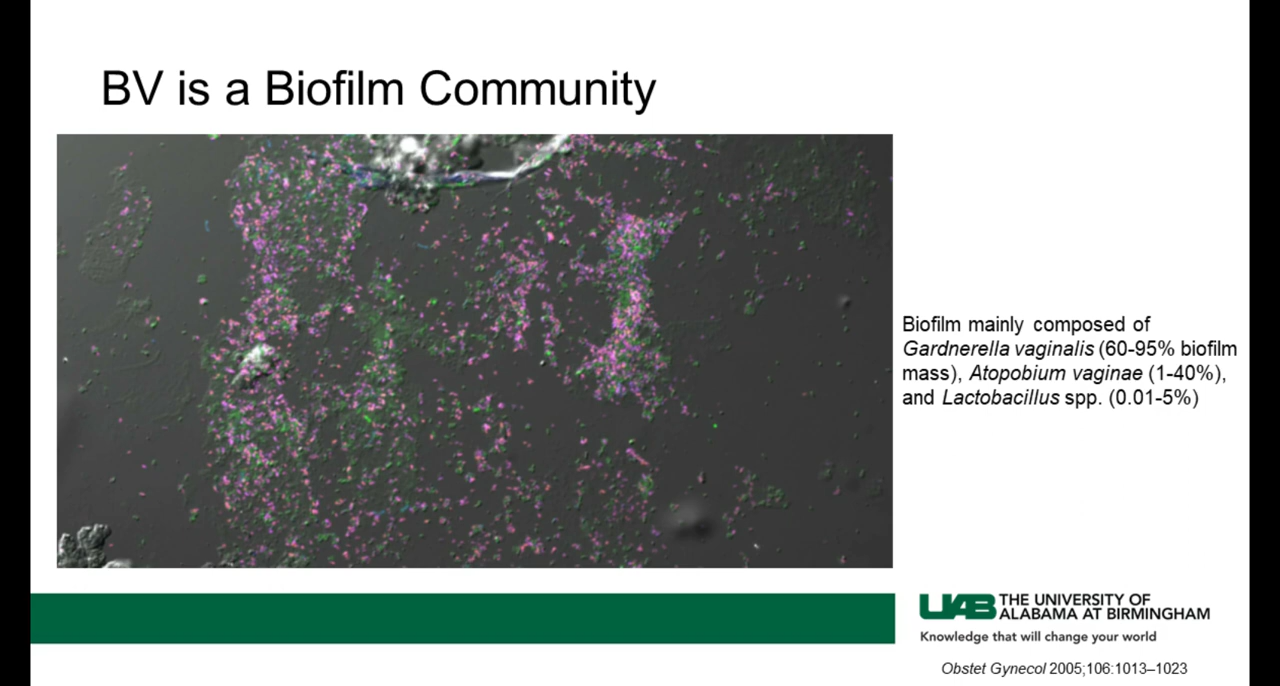 BV is a Biofilm Community
Biofilm mainly composed of
Gardnerella vaginalis (60-95% biofilm
mass), Atopobium vaginae (1-40%),
and Lactobacillus spp. (0.01-5%)
UAB THE UNIVERSITY OF
ALABAMA AT BIRMINGHAM
Knowledge that will change your world
Obstet Gynecol 2005;106:1013–1023